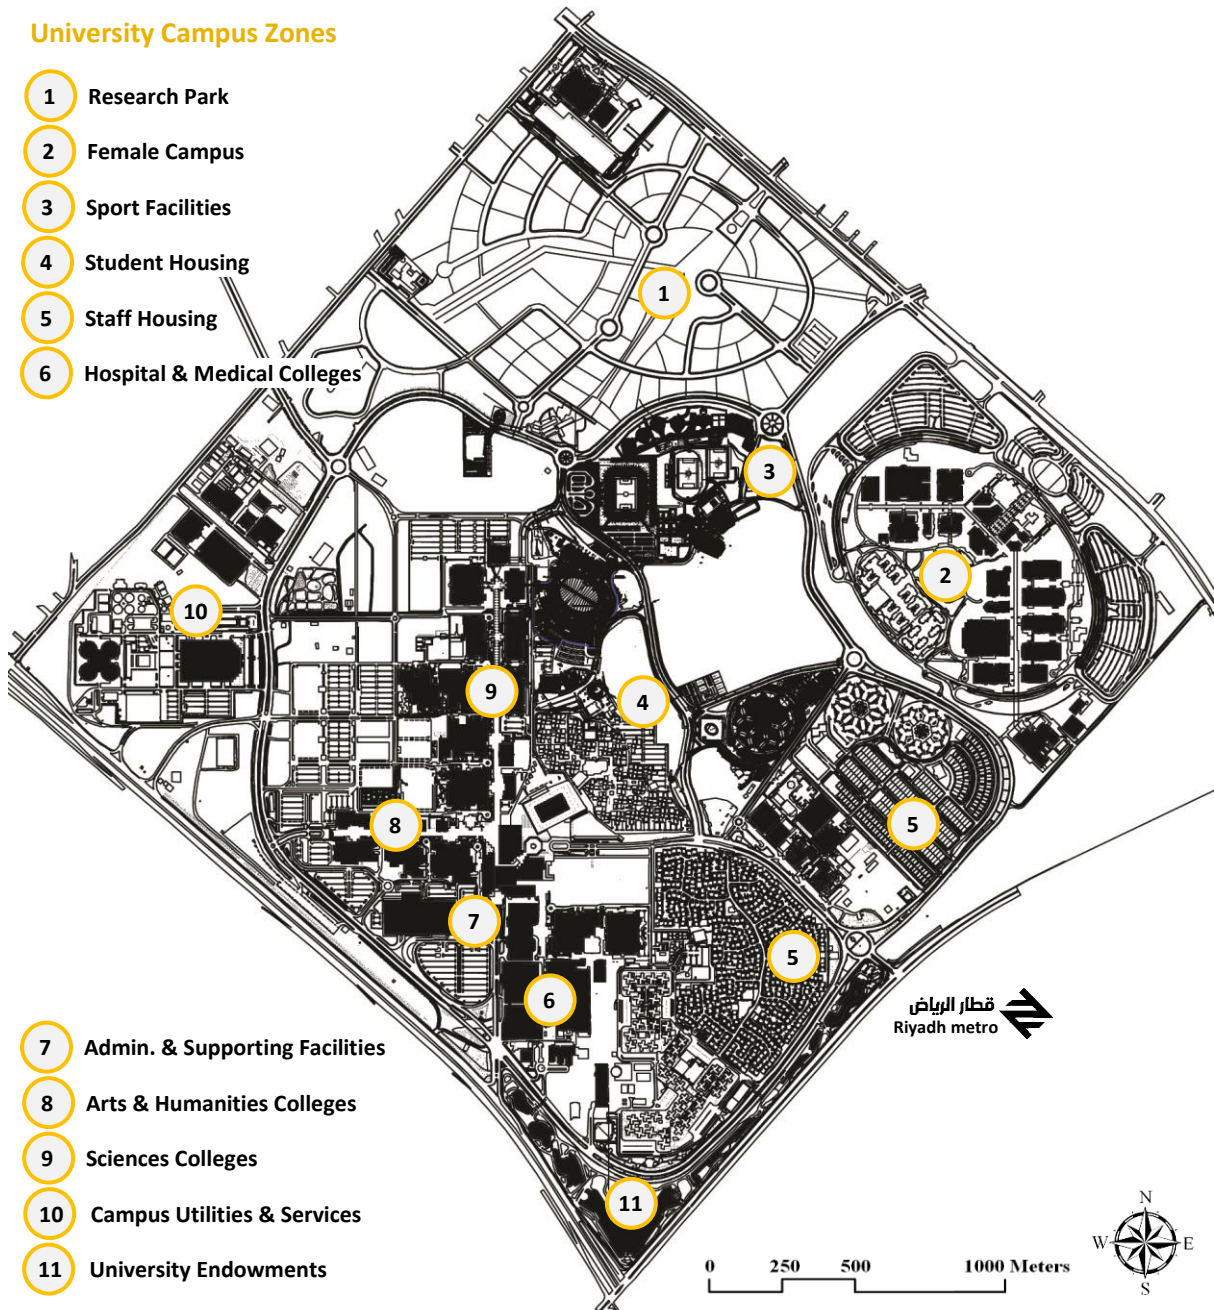 University Campus Zones
1 Research Park
2 Female Campus
3 Sport Facilities
4 Student Housing
5 Staff Housing
6 Hospital & Medical Colleges
1
3
2
10
9
4
8
5
7
5
6
قطار الرياض
Riyadh metro
7 Admin. & Supporting Facilities
8 Arts & Humanities Colleges
9 Sciences Colleges
10 Campus Utilities & Services
11 University Endowments
11
N
W E
S
0 250 500 1000 Meters